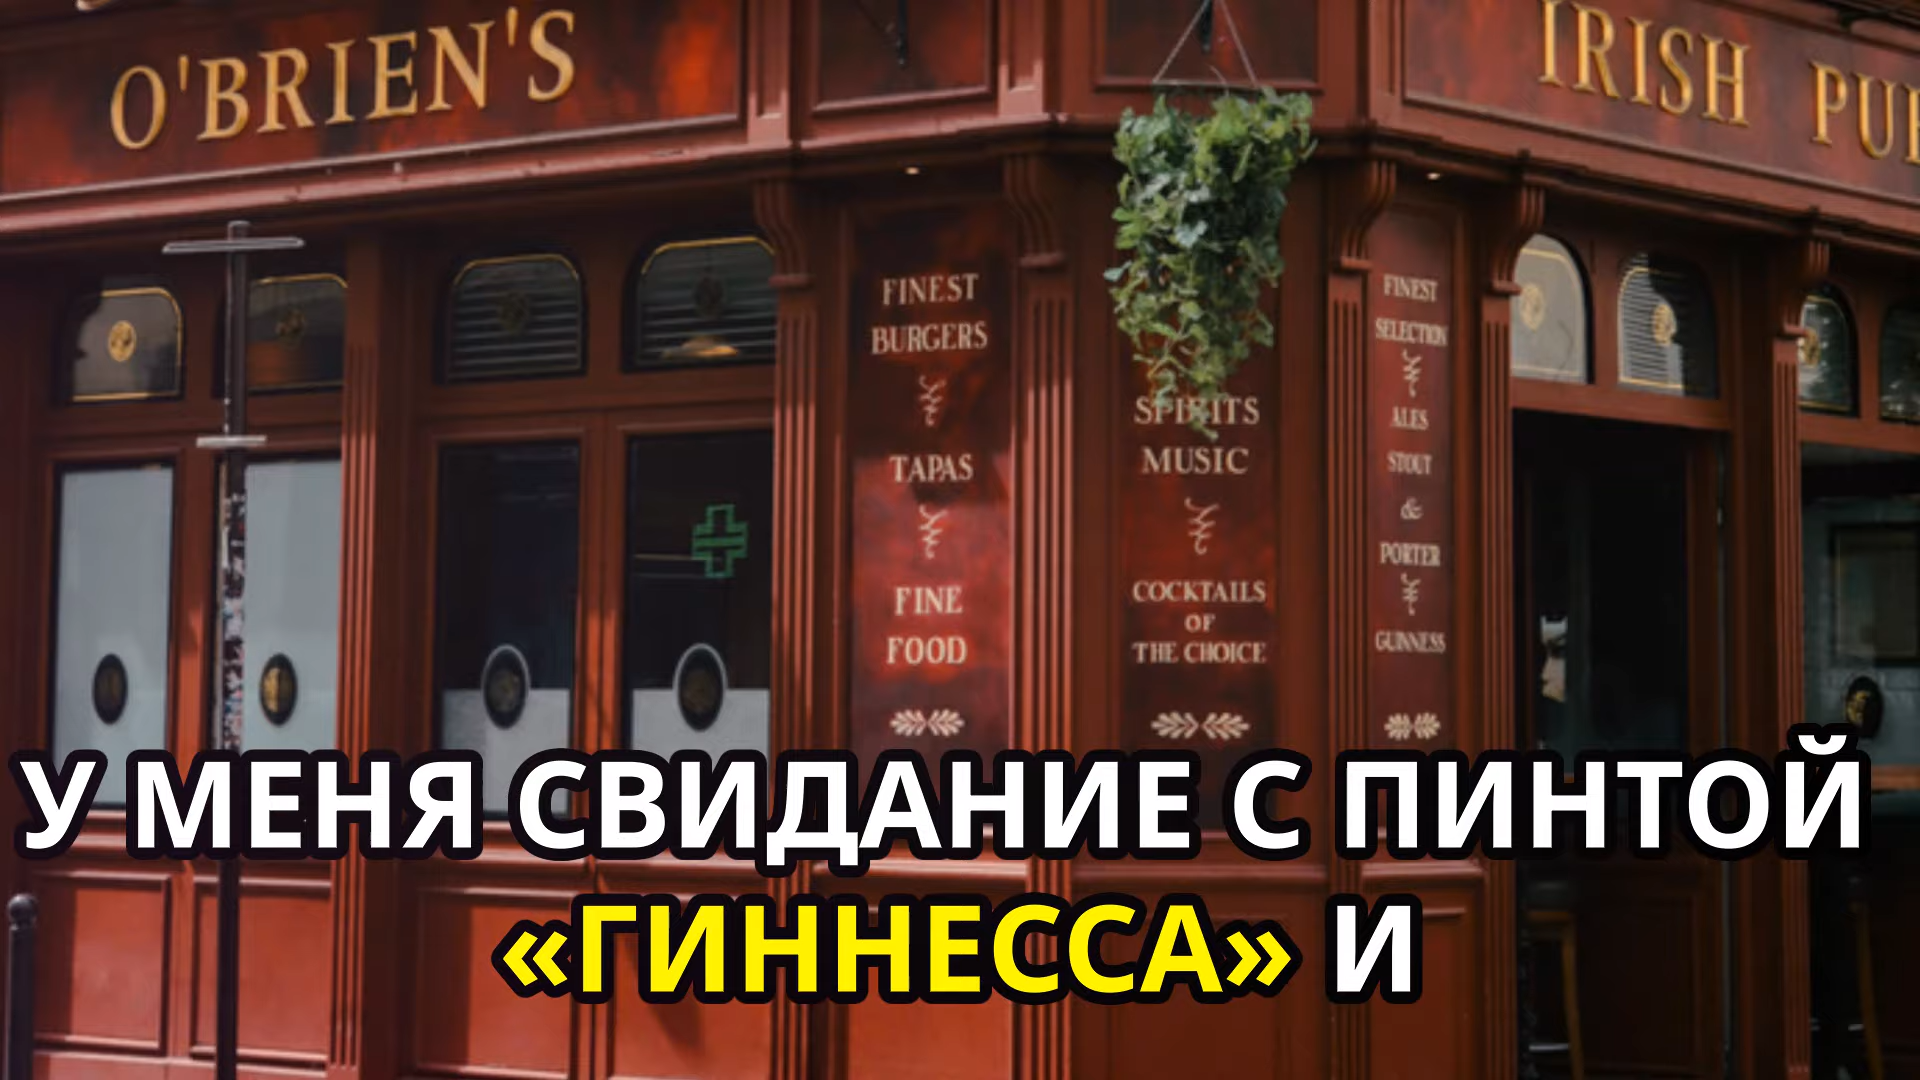 O'BRIEN'S
IRISH PUB
FINEST
BURGERS
TAPAS
FINE
FOOD
SPIRITS
MUSIC
COCKTAILS
OF
THE CHOICE
FINEST
SELECTION
ALES
STOUT
&
PORTER
GUINNESS
У МЕНЯ СВИДАНИЕ С ПИНТОЙ
«ГИННЕССА» И